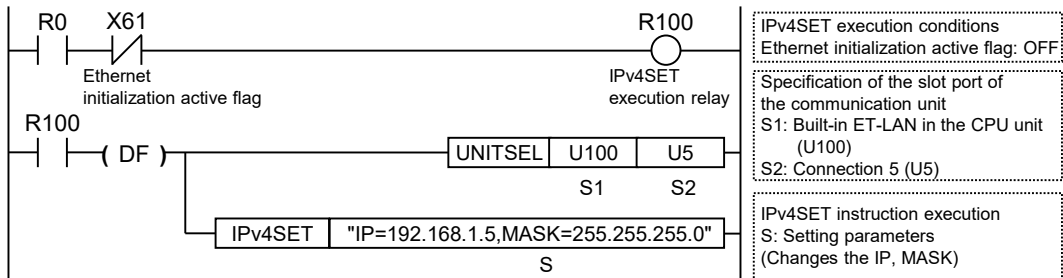 R0 X61 R100
Ethernet
initialization active flag
IPv4SET
execution relay
IPv4SET execution conditions
Ethernet initialization active flag: OFF
R100
( DF )
UNITSEL U100 U5
S1 S2
Specification of the slot port of
the communication unit
S1: Built-in ET-LAN in the CPU unit
(U100)
S2: Connection 5 (U5)
IPv4SET "IP=192.168.1.5,MASK=255.255.255.0"
S
IPv4SET instruction execution
S: Setting parameters
(Changes the IP, MASK)